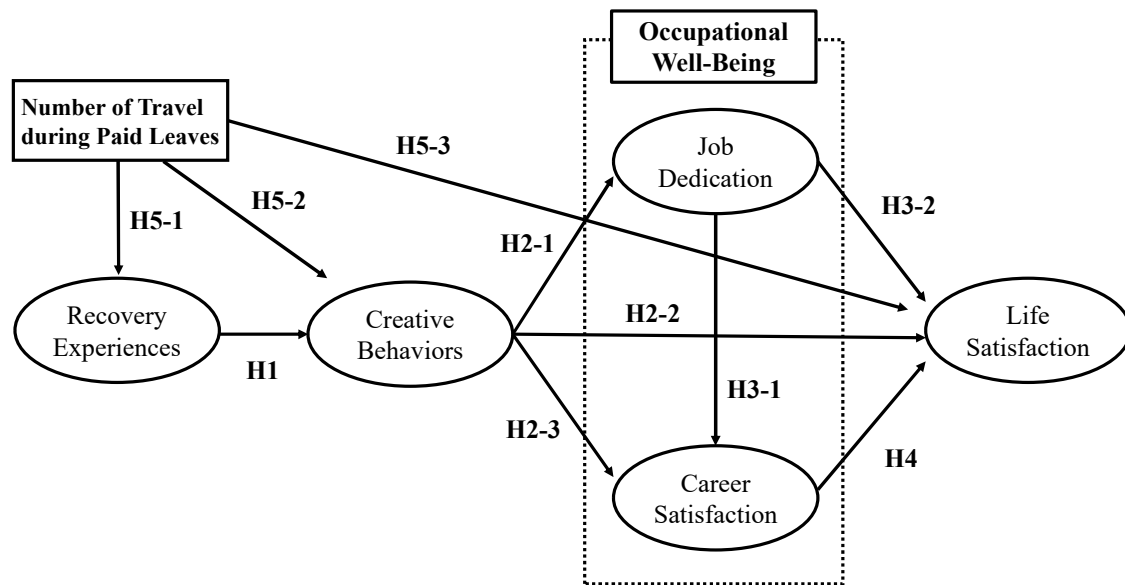 Occupational
Well-Being
Number of Travel
during Paid Leaves
H5-3
Job
Dedication
H5-2
H5-1
H3-2
H2-1
Recovery
Experiences
Creative
Behaviors
H2-2
Life
Satisfaction
H1
H3-1
H2-3
H4
Career
Satisfaction